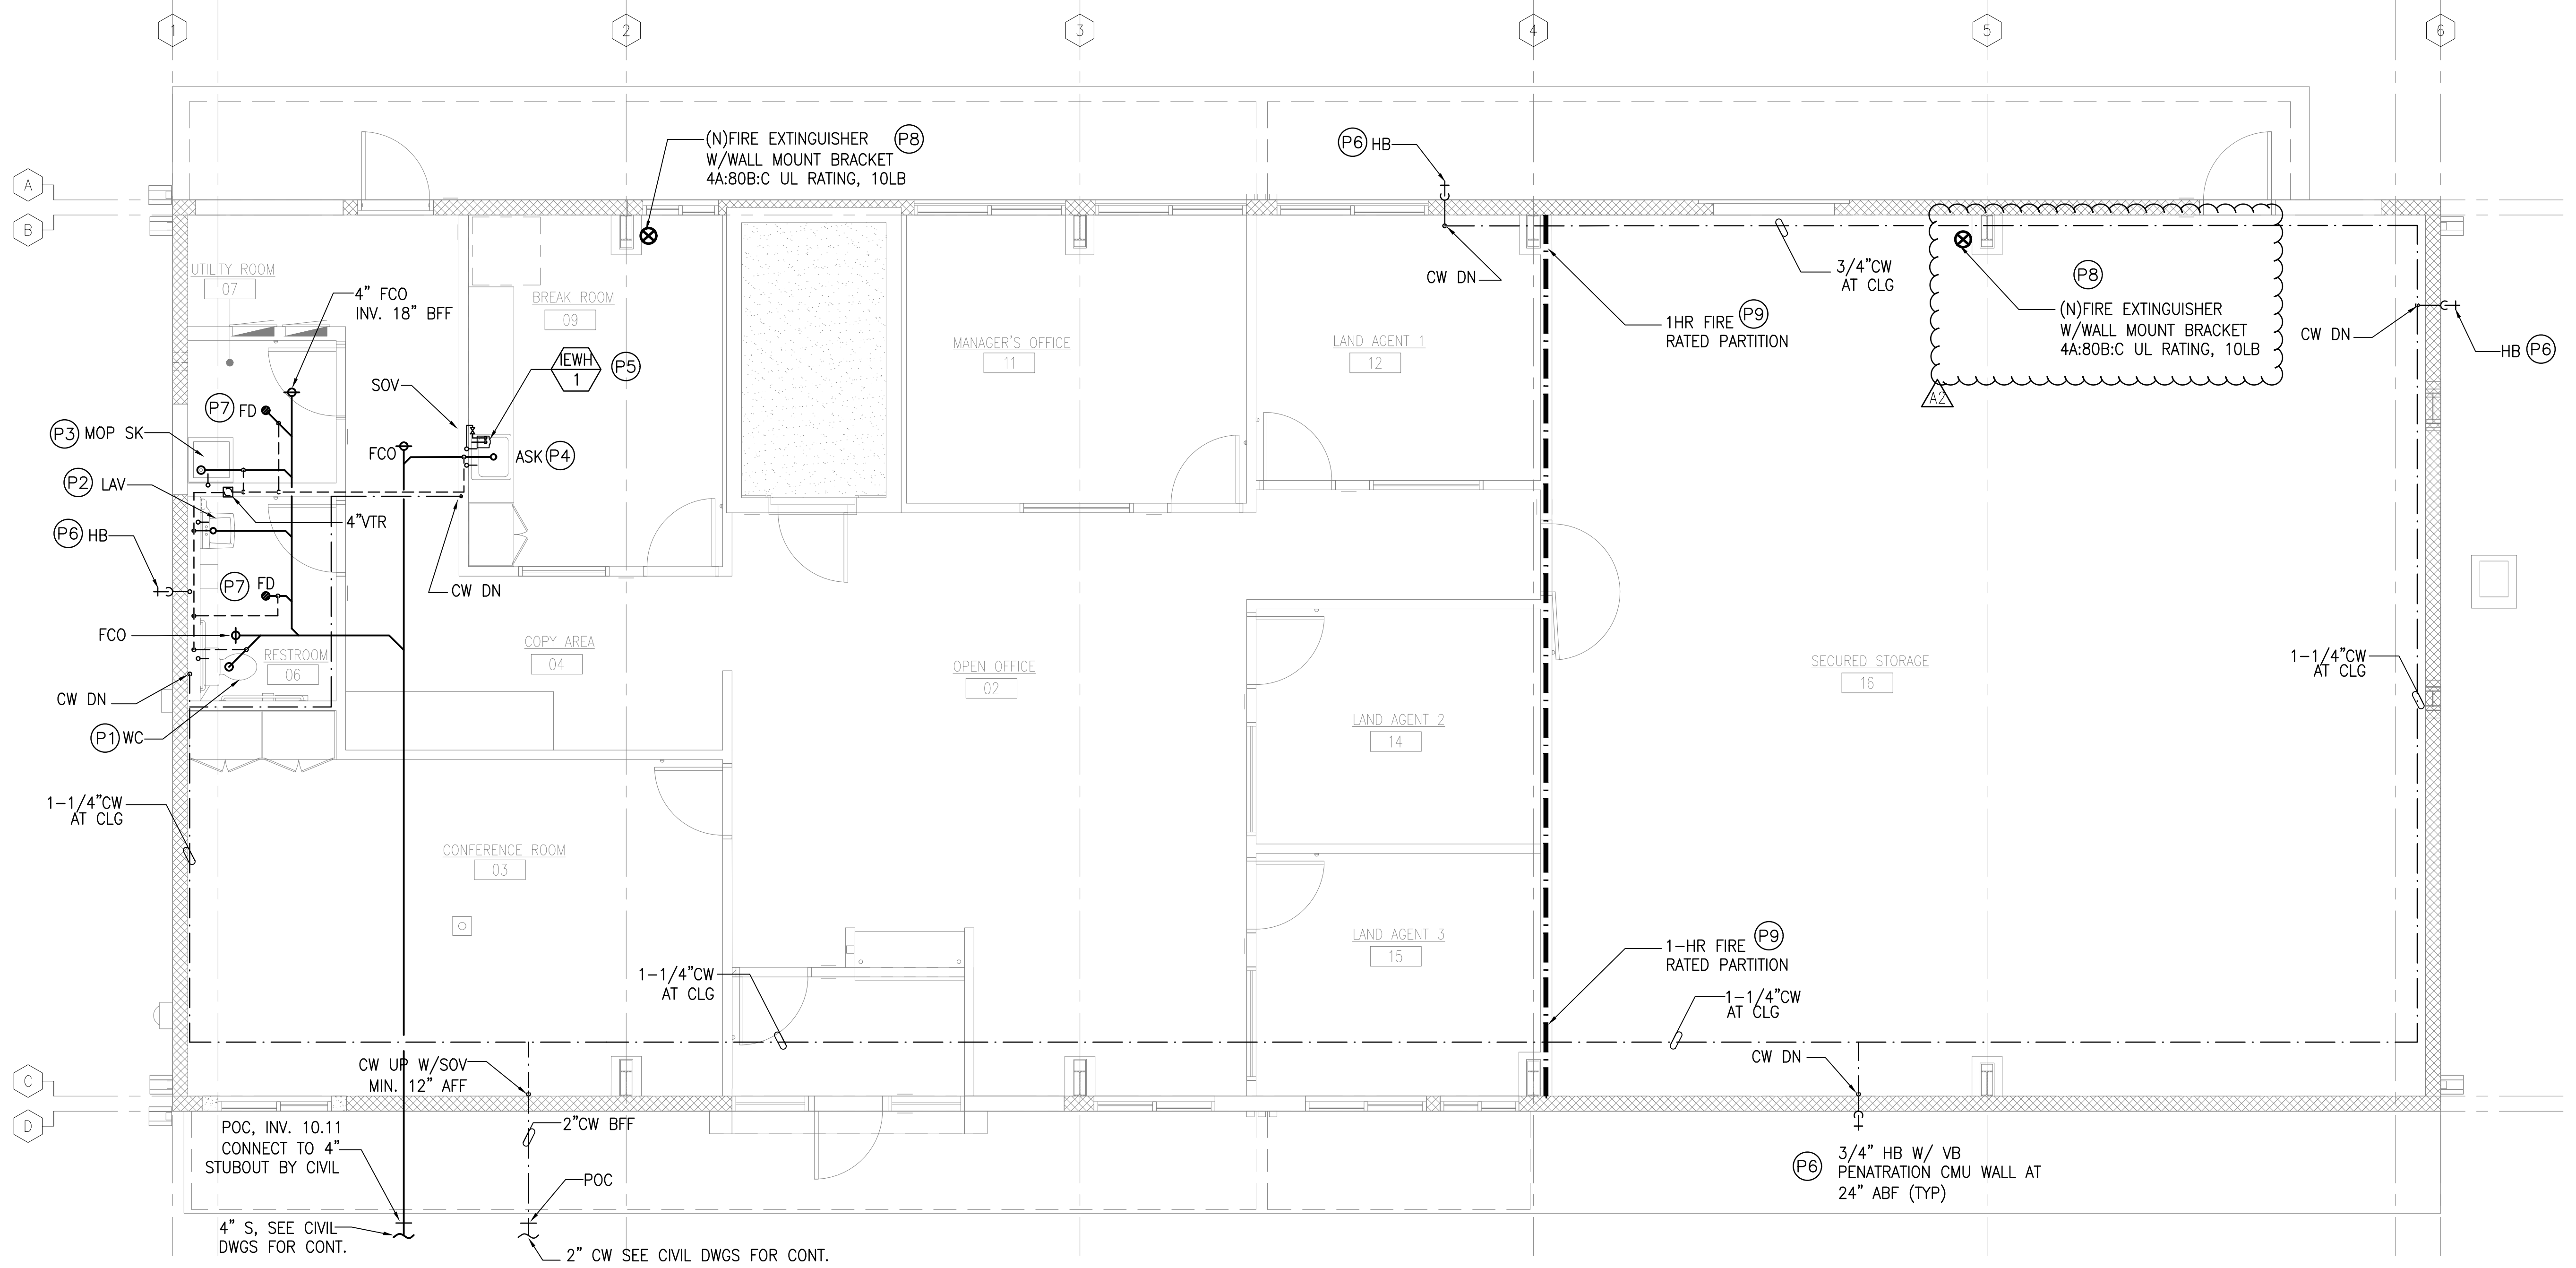 1
2
3
4
5
6
A
B
(N)FIRE EXTINGUISHER P8
W/WALL MOUNT BRACKET
4A:80B:C UL RATING, 10LB
P6 HB
CW DN
3/4"CW
AT CLG
P8
(N)FIRE EXTINGUISHER
W/WALL MOUNT BRACKET
4A:80B:C UL RATING, 10LB
A2
CW DN
HB P6
UTILITY ROOM
07
4" FCO
INV. 18" BFF
BREAK ROOM
09
IEWH
1
P5
SOV
MANAGER'S OFFICE
11
LAND AGENT 1
12
1HR FIRE P9
RATED PARTITION
P7 FD
P3 MOP SK
FCO
ASK P4
P2 LAV
4"VTR
P6 HB
P7 FD
CW DN
FCO
RESTROOM
06
COPY AREA
04
OPEN OFFICE
02
SECURED STORAGE
16
1-1/4"CW
AT CLG
CW DN
P1 WC
LAND AGENT 2
14
1-1/4"CW
AT CLG
CONFERENCE ROOM
03
LAND AGENT 3
15
1-HR FIRE P9
RATED PARTITION
1-1/4"CW
AT CLG
1-1/4"CW
AT CLG
C
D
CW UP W/SOV
MIN. 12" AFF
CW DN
POC, INV. 10.11
CONNECT TO 4"
STUBOUT BY CIVIL
2"CW BFF
POC
P6
3/4" HB W/ VB
PENATRATION CMU WALL AT
24" ABF (TYP)
4" S, SEE CIVIL
DWGS FOR CONT.
2" CW SEE CIVIL DWGS FOR CONT.